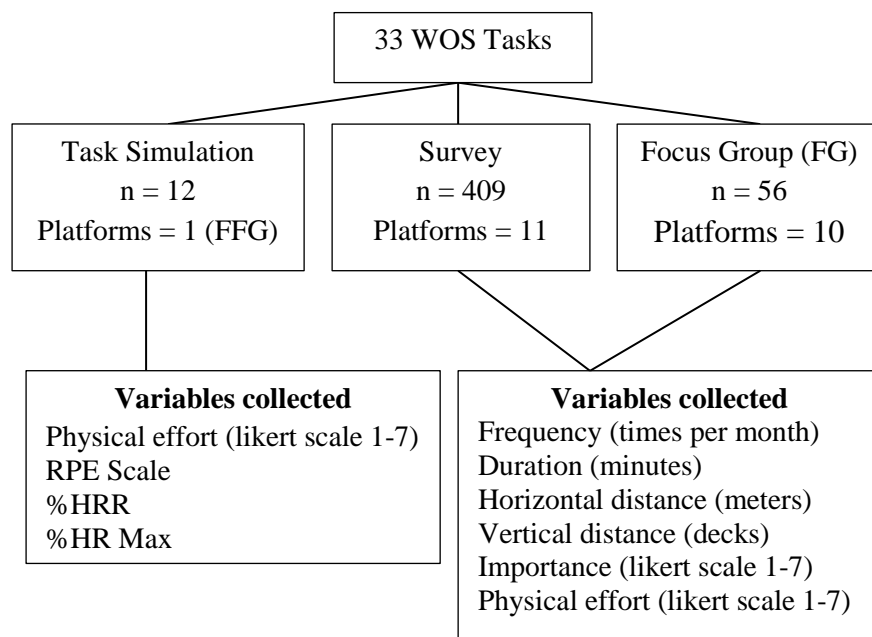 33 WOS Tasks
Task Simulation
n = 12
Platforms = 1 (FFG)
Survey
n = 409
Platforms = 11
Focus Group (FG)
n = 56
Platforms = 10
Variables collected
Physical effort (likert scale 1-7)
RPE Scale
%HRR
%HR Max
Variables collected
Frequency (times per month)
Duration (minutes)
Horizontal distance (meters)
Vertical distance (decks)
Importance (likert scale 1-7)
Physical effort (likert scale 1-7)